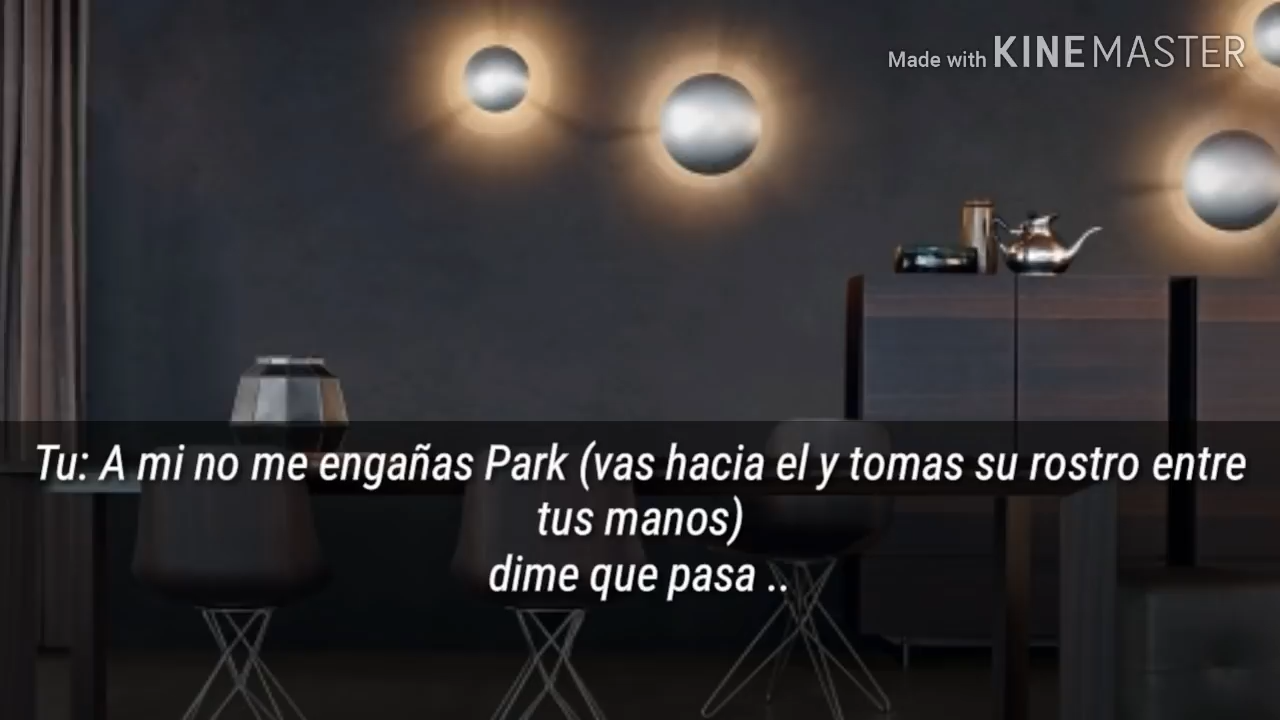 Made with KINEMASTER
Tu: A mi no me engañas Park (vas hacia el y tomas su rostro entre
tus manos)
dime que pasa ..